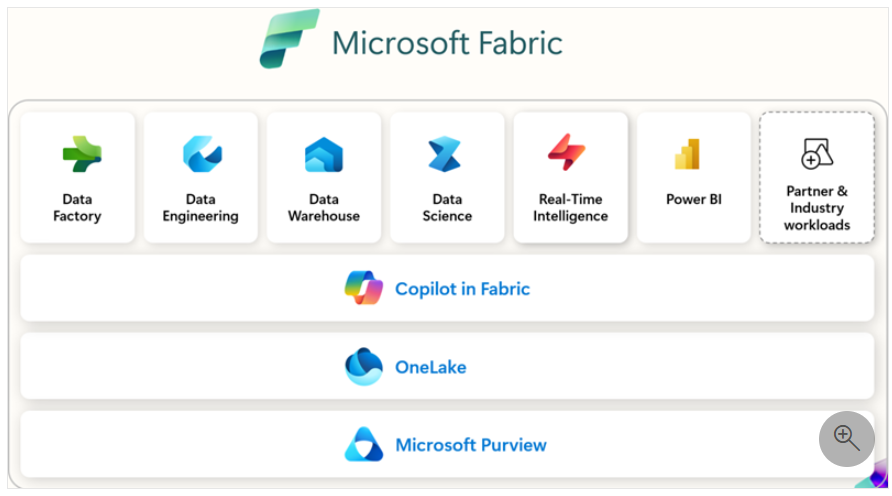 Microsoft Fabric
Data
Factory
Data
Engineering
Data
Warehouse
Data
Science
Real-Time
Intelligence
Power BI
Partner &
Industry
workloads
Copilot in Fabric
OneLake
Microsoft Purview